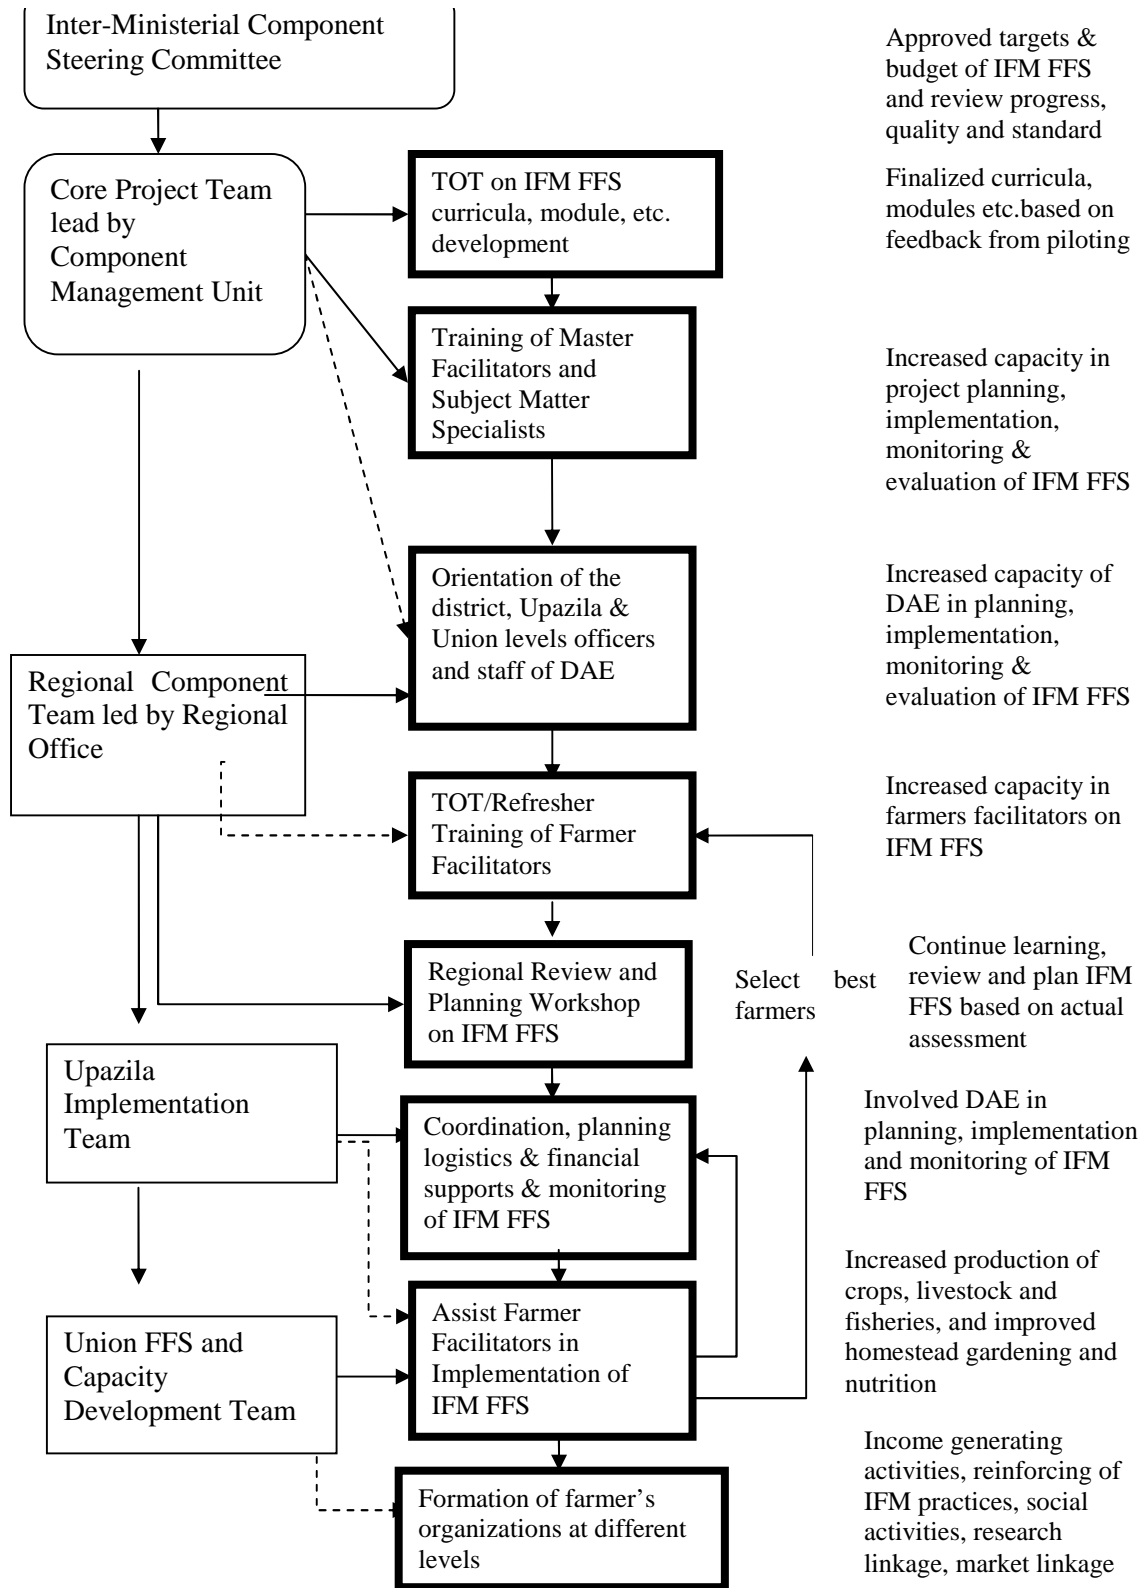 Inter-Ministerial Component
Steering Committee
Approved targets &
budget of IFM FFS
and review progress,
quality and standard
Core Project Team
lead by
Component
Management Unit
TOT on IFM FFS
curricula, module, etc.
development
Finalized curricula,
modules etc.based on
feedback from piloting
Training of Master
Facilitators and
Subject Matter
Specialists
Increased capacity in
project planning,
implementation,
monitoring &
evaluation of IFM FFS
Orientation of the
district, Upazila &
Union levels officers
and staff of DAE
Increased capacity of
DAE in planning,
implementation,
monitoring &
evaluation of IFM FFS
Regional Component
Team led by Regional
Office
TOT/Refresher
Training of Farmer
Facilitators
Increased capacity in
farmers facilitators on
IFM FFS
Regional Review and
Planning Workshop
on IFM FFS
Select best
farmers
Continue learning,
review and plan IFM
FFS based on actual
assessment
Upazila
Implementation
Team
Coordination, planning
logistics & financial
supports & monitoring
of IFM FFS
Involved DAE in
planning, implementation
and monitoring of IFM
FFS
Union FFS and
Capacity
Development Team
Assist Farmer
Facilitators in
Implementation of
IFM FFS
Increased production of
crops, livestock and
fisheries, and improved
homestead gardening and
nutrition
Formation of farmer's
organizations at different
levels
Income generating
activities, reinforcing of
IFM practices, social
activities, research
linkage, market linkage